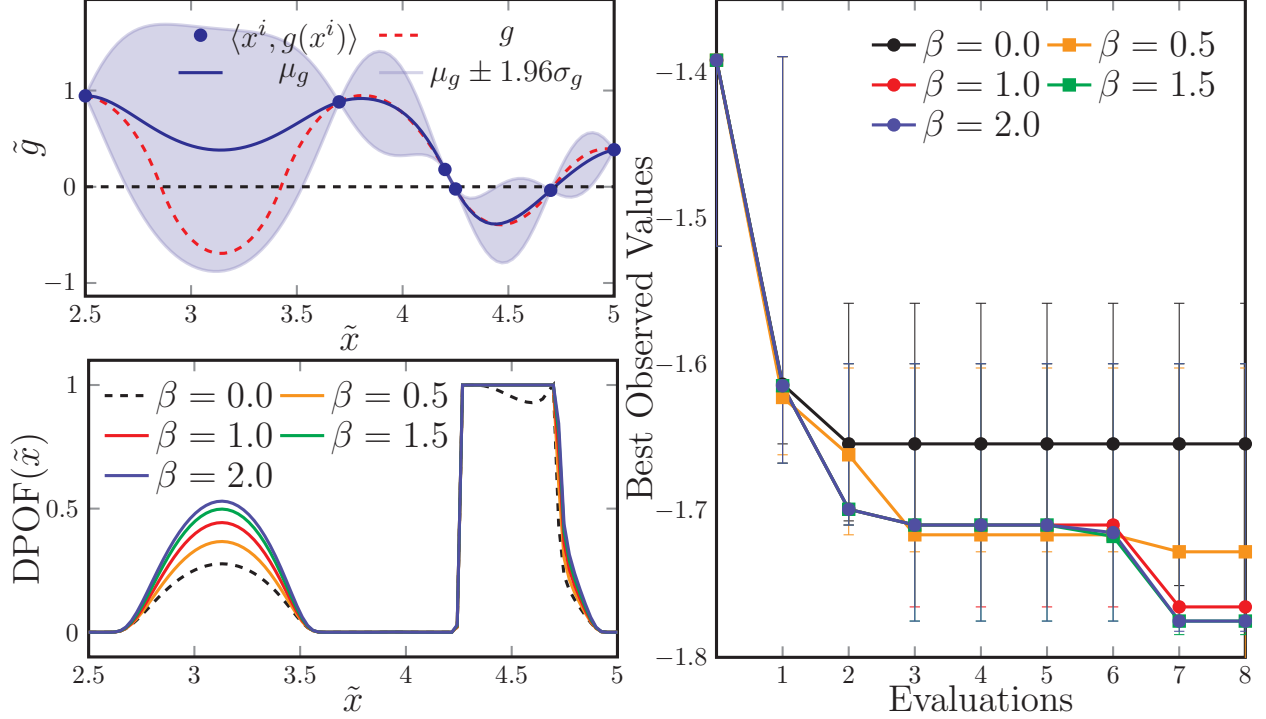 ⟨x^i, g(x^i)⟩ g
μ_g μ_g ± 1.96σ_g
1
0
−1
g̃
2.5 3 3.5 4 4.5 5
x̃
β = 0.0 β = 0.5
β = 1.0 β = 1.5
β = 2.0
1
0.5
0
DPOF(x̃)
2.5 3 3.5 4 4.5 5
x̃
β = 0.0 β = 0.5
β = 1.0 β = 1.5
β = 2.0
−1.4
−1.5
−1.6
−1.7
−1.8
Best Observed Values
1 2 3 4 5 6 7 8
Evaluations